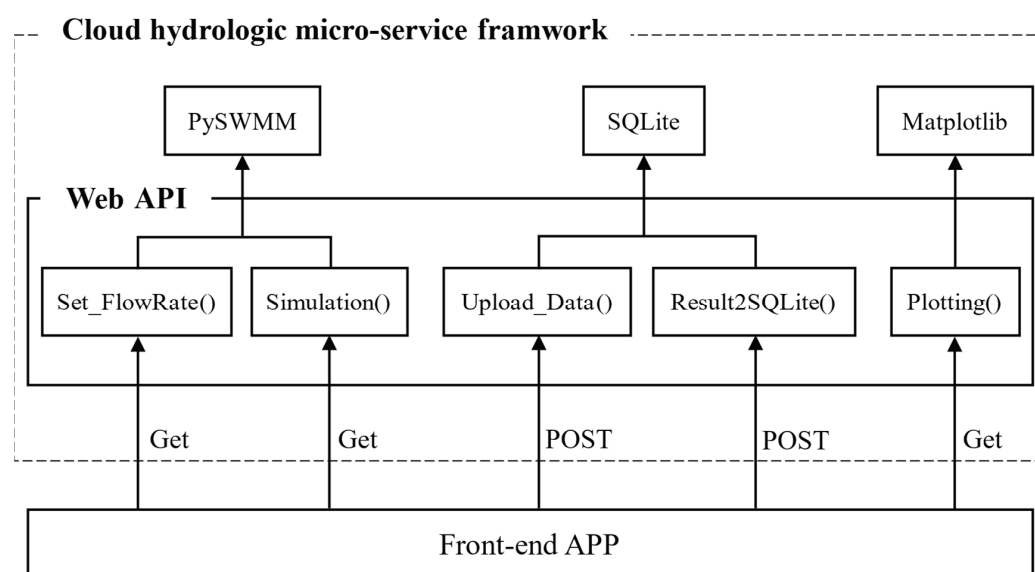 Cloud hydrologic micro-service framwork
PySWMM
SQLite
Matplotlib
Web API
Set_FlowRate()
Simulation()
Upload_Data()
Result2SQLite()
Plotting()
Get
Get
POST
POST
Get
Front-end APP